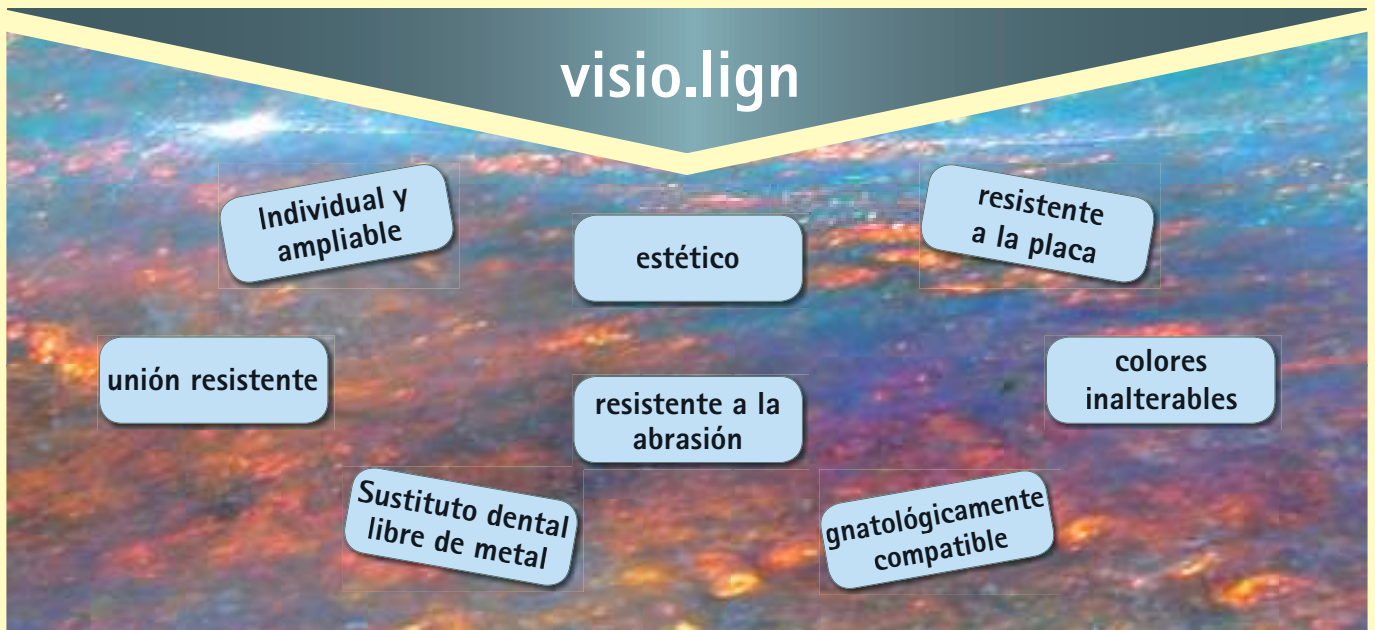 visio.lign
Individual y
ampliable
estético
resistente
a la placa
unión resistente
resistente a la
abrasión
colores
inalterables
Sustituto dental
libre de metal
gnatológicamente
compatible